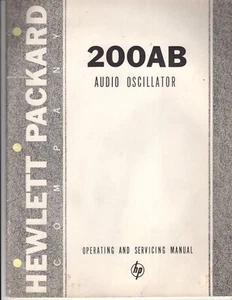 HEWLETT PACKARD
COMPANY
200AB
AUDIO OSCILLATOR
OPERATING AND SERVICING MANUAL
hp